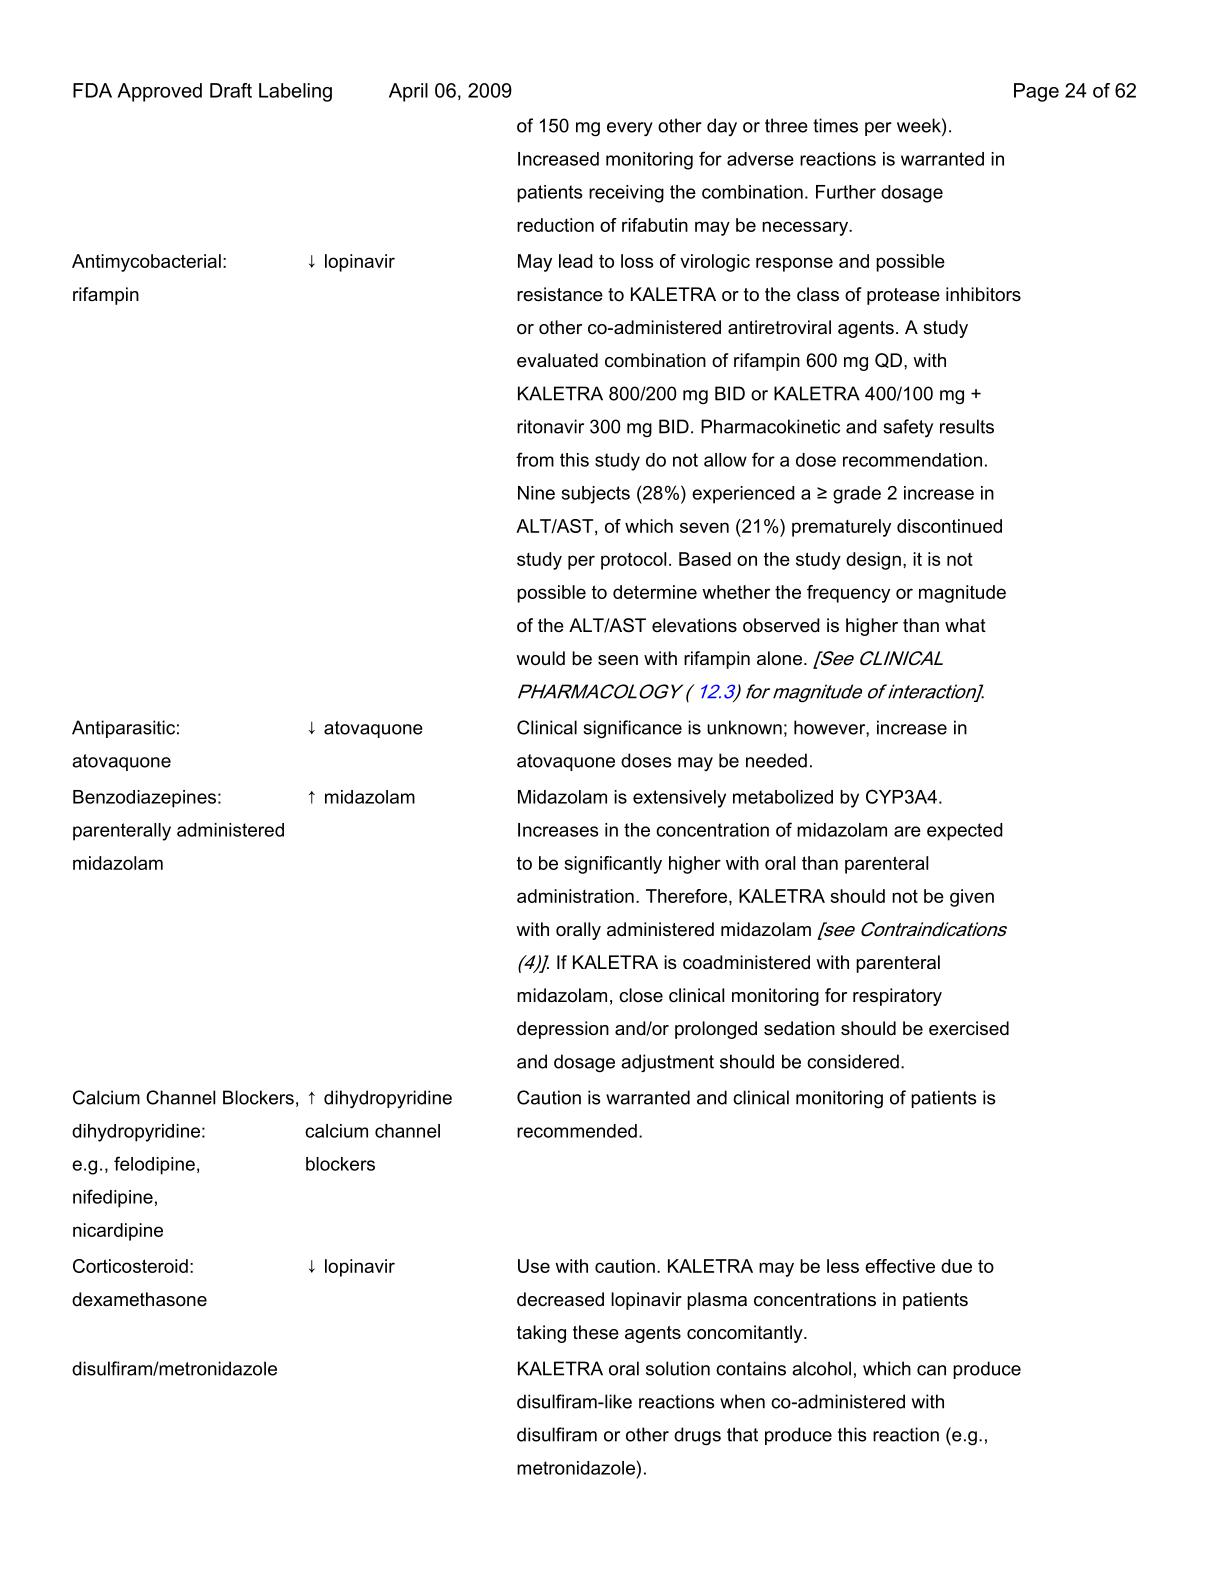 FDA Approved Draft Labeling April 06, 2009 Page 24 of 62
of 150 mg every other day or three times per week).
Increased monitoring for adverse reactions is warranted in
patients receiving the combination. Further dosage
reduction of rifabutin may be necessary.
Antimycobacterial: ↓ lopinavir May lead to loss of virologic response and possible
rifampin resistance to KALETRA or to the class of protease inhibitors
or other co-administered antiretroviral agents. A study
evaluated combination of rifampin 600 mg QD, with
KALETRA 800/200 mg BID or KALETRA 400/100 mg +
ritonavir 300 mg BID. Pharmacokinetic and safety results
from this study do not allow for a dose recommendation.
Nine subjects (28%) experienced a ≥ grade 2 increase in
ALT/AST, of which seven (21%) prematurely discontinued
study per protocol. Based on the study design, it is not
possible to determine whether the frequency or magnitude
of the ALT/AST elevations observed is higher than what
would be seen with rifampin alone. [See CLINICAL
PHARMACOLOGY ( 12.3) for magnitude of interaction].
Antiparasitic: ↓ atovaquone Clinical significance is unknown; however, increase in
atovaquone atovaquone doses may be needed.
Benzodiazepines: ↑ midazolam Midazolam is extensively metabolized by CYP3A4.
parenterally administered Increases in the concentration of midazolam are expected
midazolam to be significantly higher with oral than parenteral
administration. Therefore, KALETRA should not be given
with orally administered midazolam [see Contraindications
(4)]. If KALETRA is coadministered with parenteral
midazolam, close clinical monitoring for respiratory
depression and/or prolonged sedation should be exercised
and dosage adjustment should be considered.
Calcium Channel Blockers, ↑ dihydropyridine Caution is warranted and clinical monitoring of patients is
dihydropyridine: calcium channel recommended.
e.g., felodipine, blockers
nifedipine,
nicardipine
Corticosteroid: ↓ lopinavir Use with caution. KALETRA may be less effective due to
dexamethasone decreased lopinavir plasma concentrations in patients
taking these agents concomitantly.
disulfiram/metronidazole KALETRA oral solution contains alcohol, which can produce
disulfiram-like reactions when co-administered with
disulfiram or other drugs that produce this reaction (e.g.,
metronidazole).